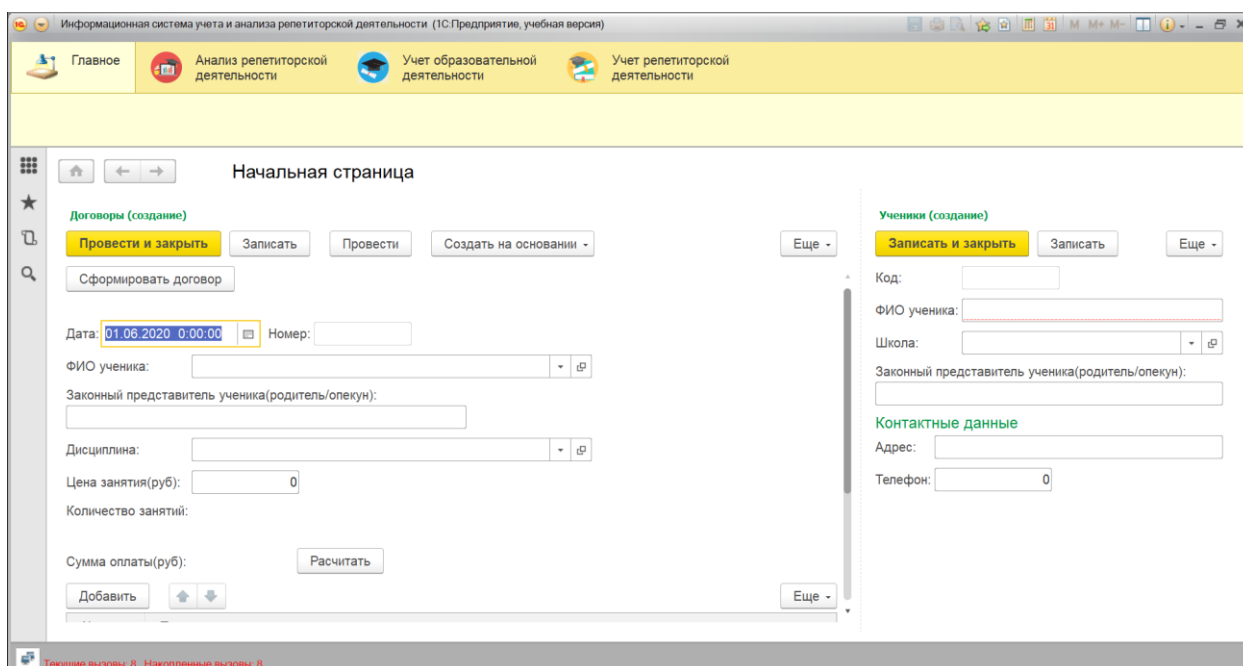 Информационная система учета и анализа репетиторской деятельности (1С:Предприятие, учебная версия)
M M+ M-
Главное
Анализ репетиторской деятельности
Учет образовательной деятельности
Учет репетиторской деятельности
Начальная страница
Договоры (создание)
Провести и закрыть Записать Провести Создать на основании Еще
Сформировать договор
Дата: 01.06.2020 0:00:00 Номер:
ФИО ученика:
Законный представитель ученика(родитель/опекун):
Дисциплина:
Цена занятия(руб): 0
Количество занятий:
Сумма оплаты(руб): Расчитать
Добавить Еще
Ученики (создание)
Записать и закрыть Записать Еще
Код:
ФИО ученика:
Школа:
Законный представитель ученика(родитель/опекун):
Контактные данные
Адрес:
Телефон: 0
Текущие вызовы: 8 Накопленные вызовы: 8